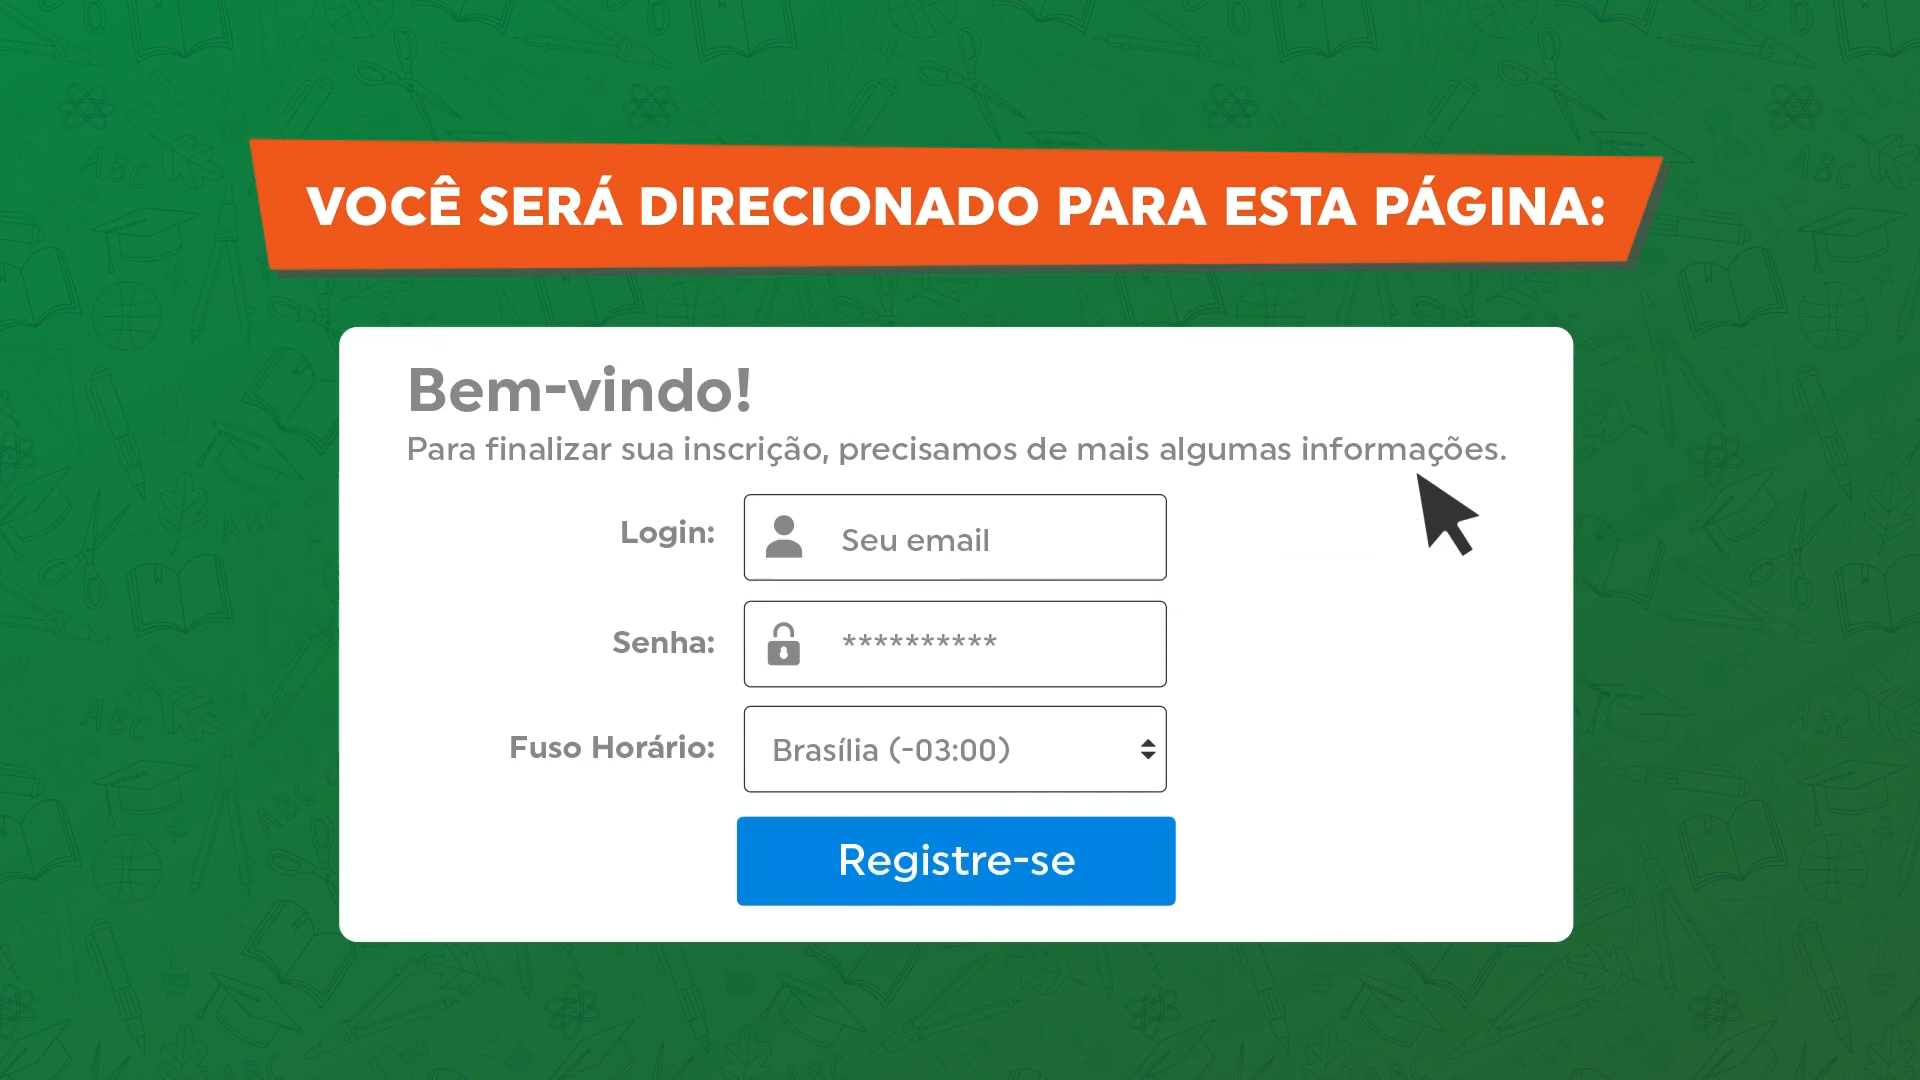 VOCÊ SERÁ DIRECIONADO PARA ESTA PÁGINA:
Bem-vindo!
Para finalizar sua inscrição, precisamos de mais algumas informações.
Login: Seu email
Senha: **********
Fuso Horário: Brasília (-03:00)
Registre-se